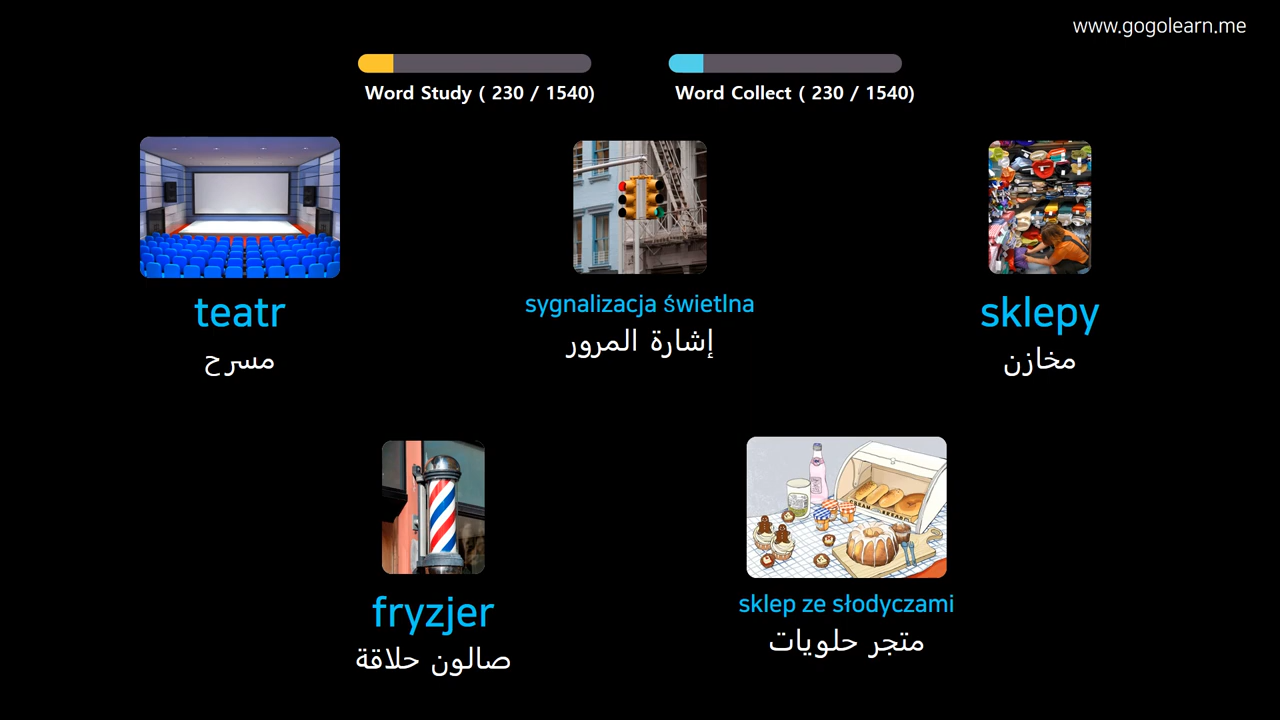 www.gogolearn.me
Word Study ( 230 / 1540)
Word Collect ( 230 / 1540)
teatr
مسرح
sygnalizacja świetlna
إشارة المرور
sklepy
مخازن
fryzjer
صالون حلاقة
sklep ze słodyczami
متجر حلويات